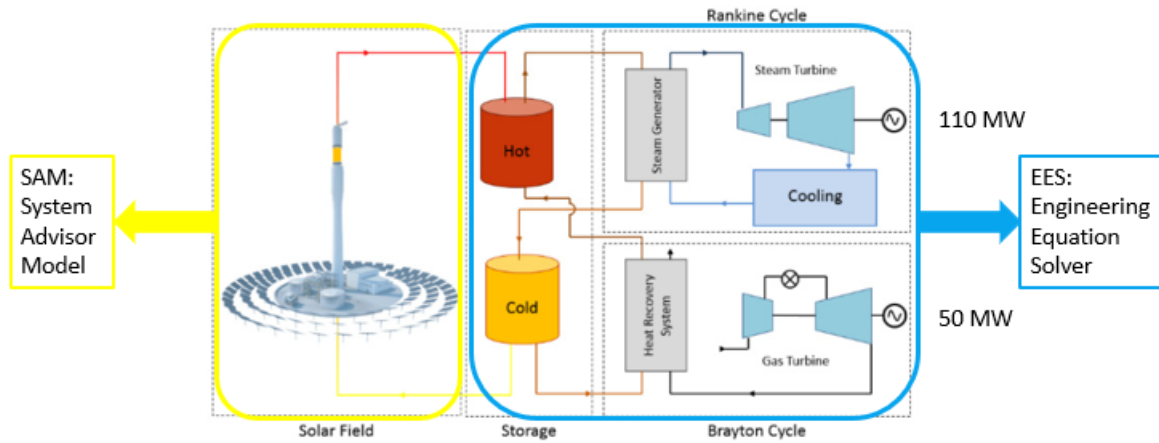 Rankine Cycle
Steam Turbine
Steam Generator
110 MW
Hot
SAM:
System
Advisor
Model
Cooling
EES:
Engineering
Equation
Solver
Cold
Heat Recovery
System
Gas Turbine
50 MW
Solar Field
Storage
Brayton Cycle